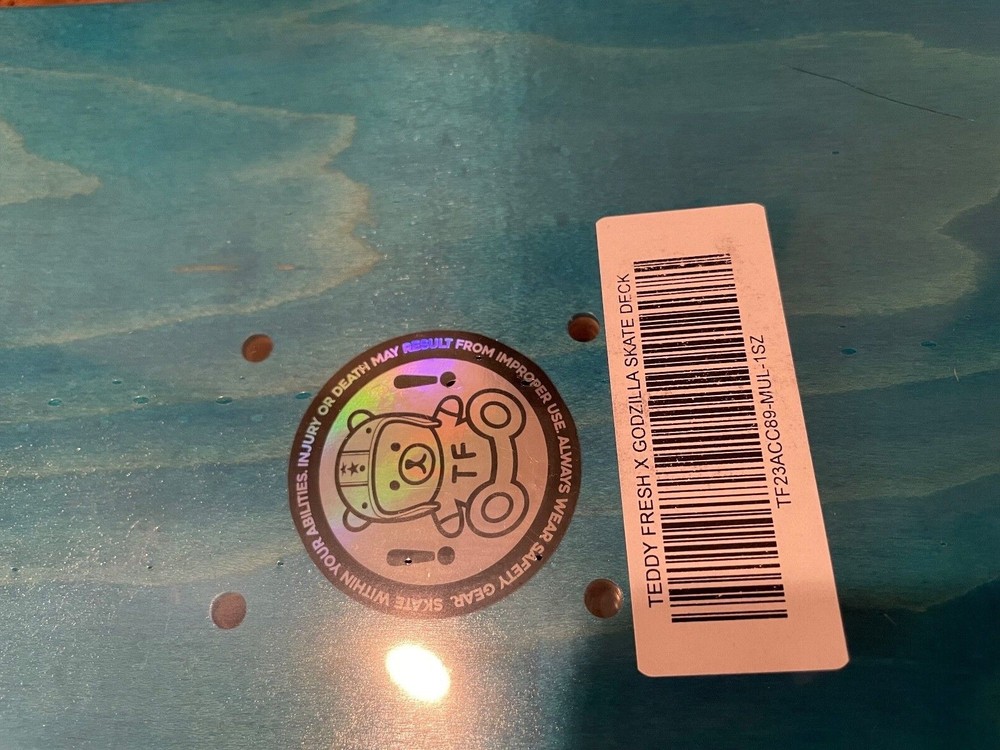 INJURY OR DEATH MAY RESULT FROM IMPROPER USE. ALWAYS WEAR SAFETY GEAR. SKATE WITHIN YOUR ABILITIES.
! !
TF
TEDDY FRESH X GODZILLA SKATE DECK
TF23ACC89-MUL-1SZ